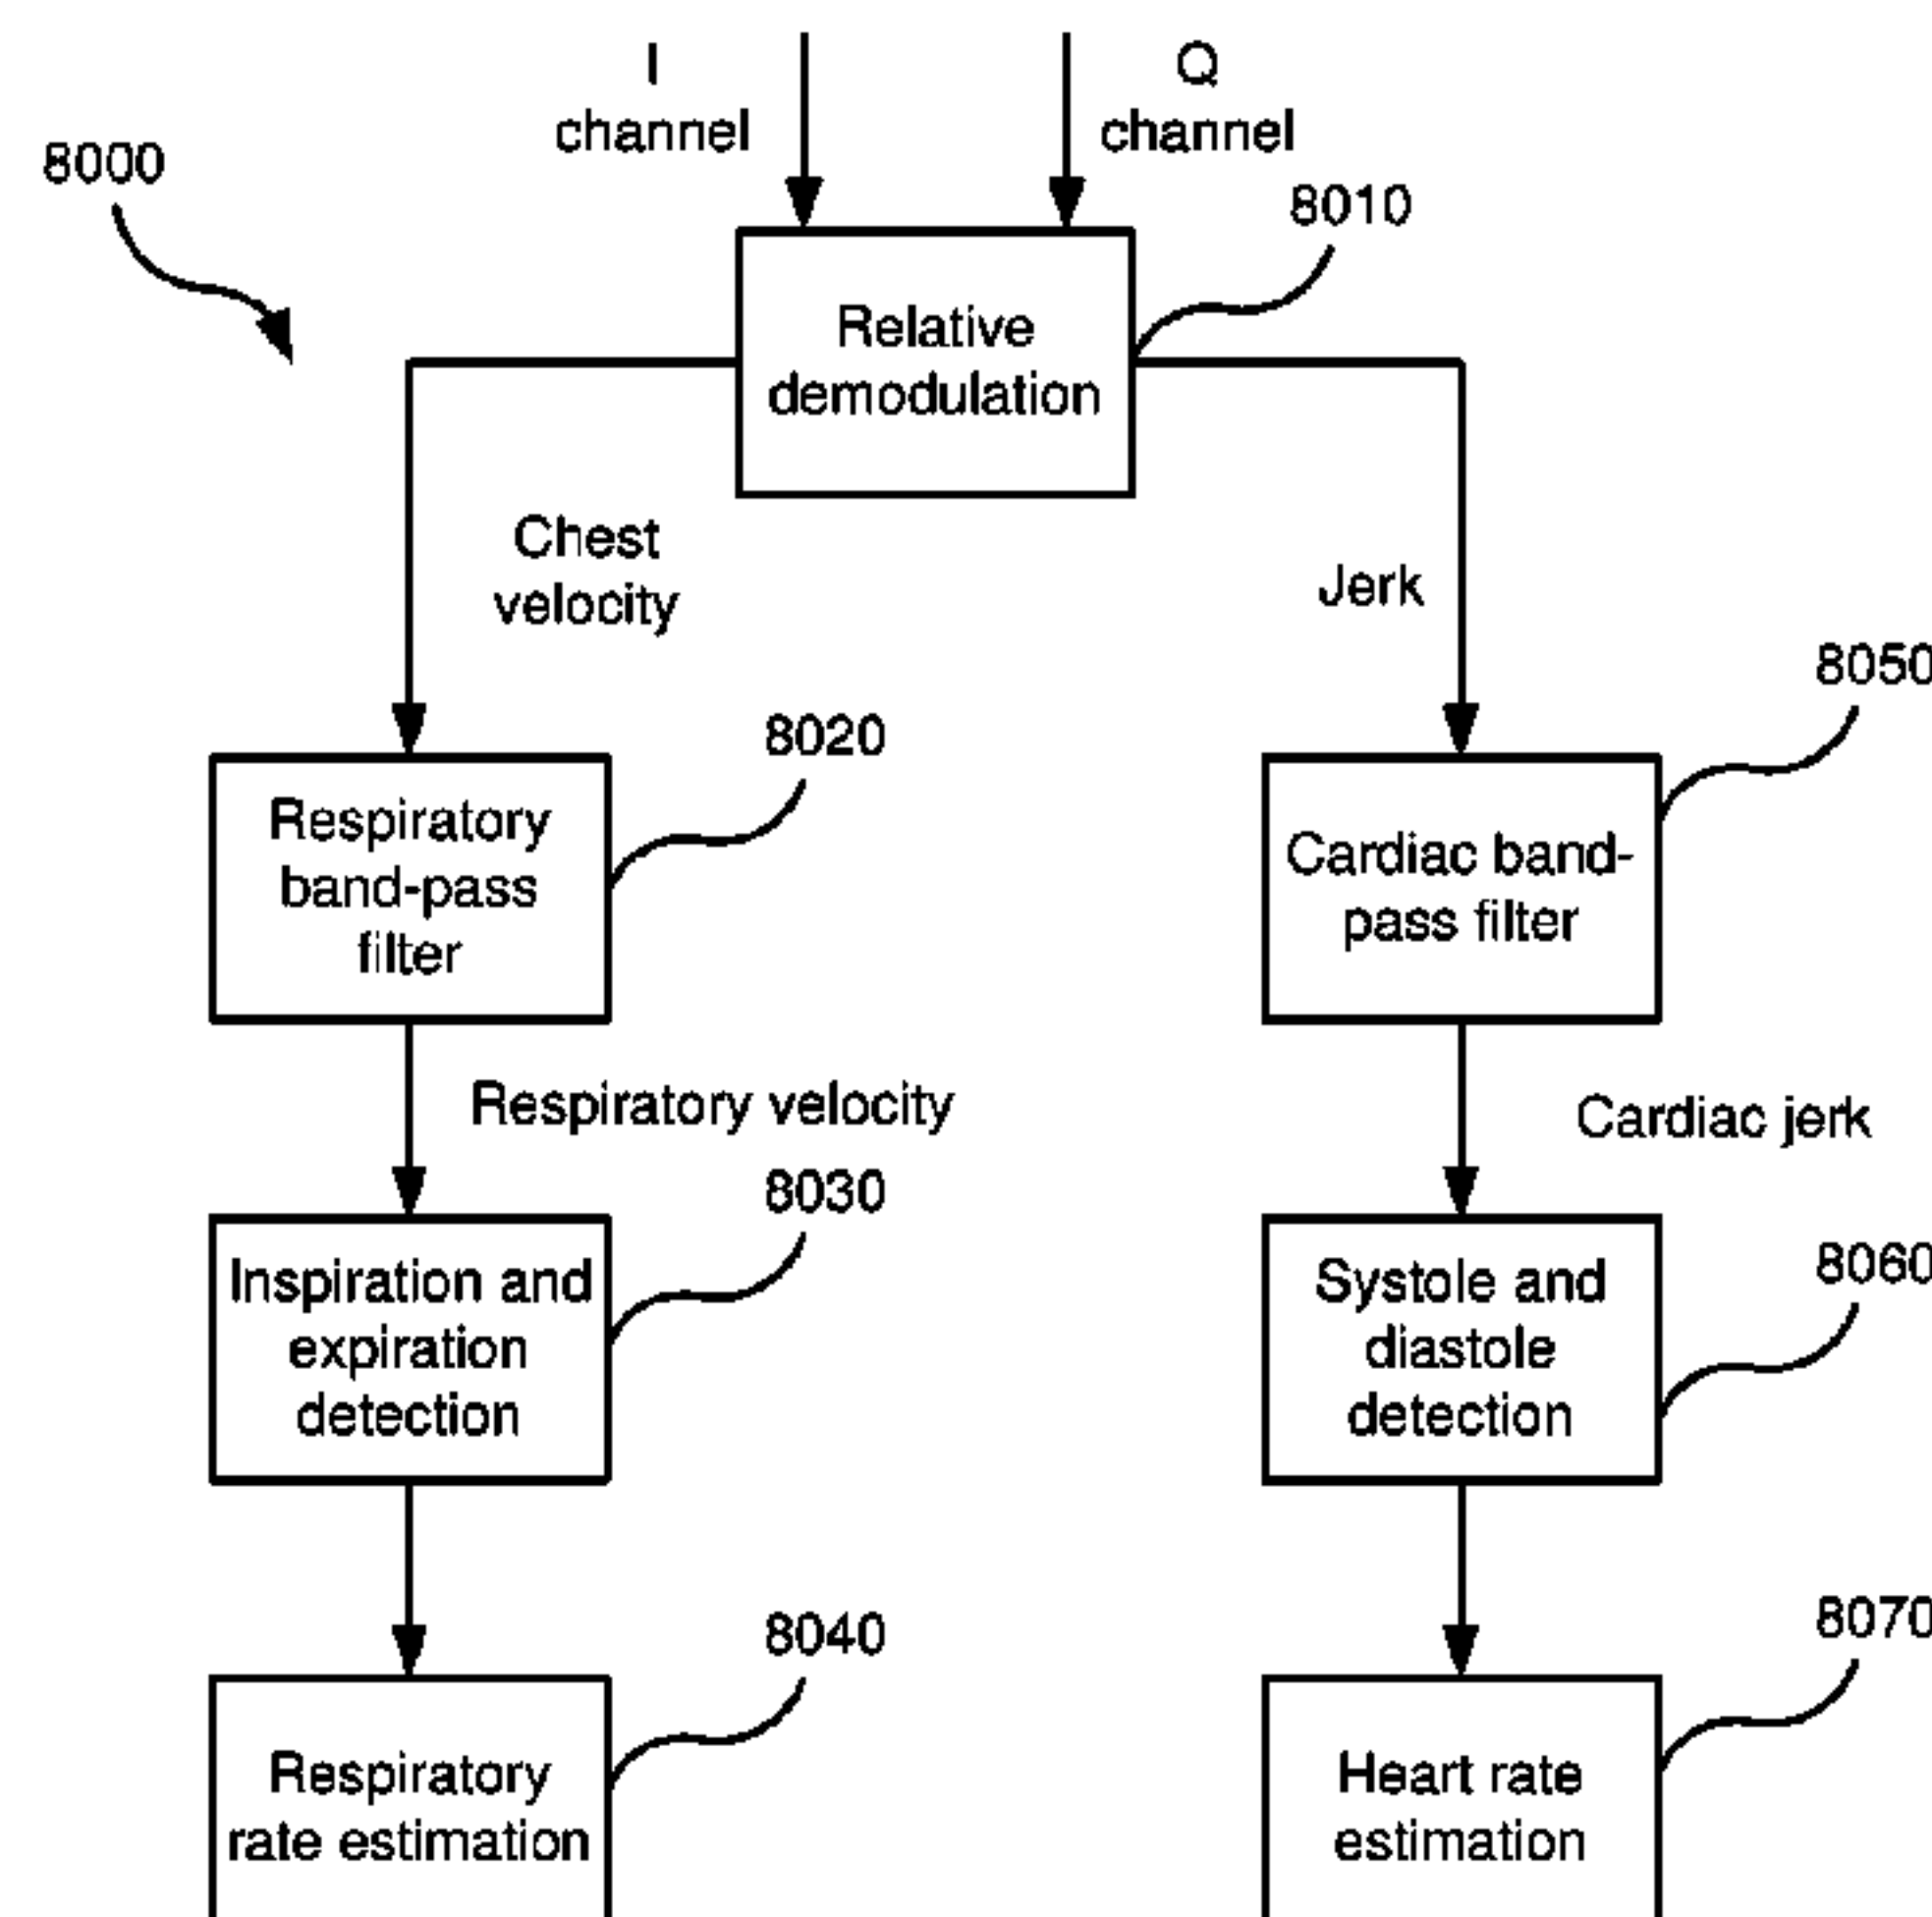 I
channel
Q
channel
8000
8010
Relative
demodulation
Chest
velocity
Jerk
8020
8050
Respiratory
band-pass
filter
Cardiac band-
pass filter
Respiratory velocity
Cardiac jerk
8030
8060
Inspiration and
expiration
detection
Systole and
diastole
detection
8040
8070
Respiratory
rate estimation
Heart rate
estimation